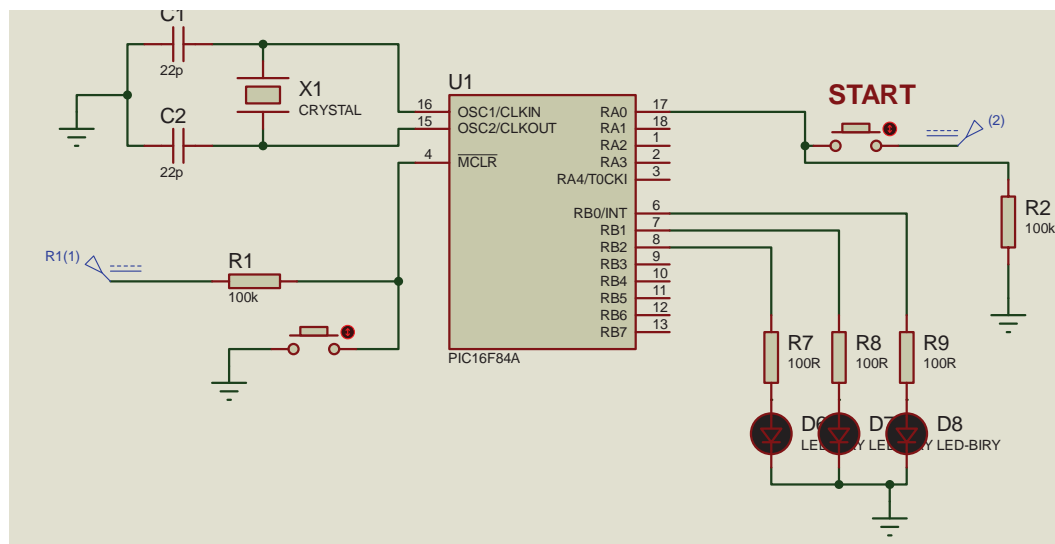 C1
22p
C2
22p
X1
CRYSTAL
U1
16
15
4
OSC1/CLKIN
OSC2/CLKOUT
MCLR
RA0
RA1
RA2
RA3
RA4/T0CKI
RB0/INT
RB1
RB2
RB3
RB4
RB5
RB6
RB7
17
18
1
2
3
6
7
8
9
10
11
12
13
PIC16F84A
START
(2)
R2
100k
R1(1)
R1
100k
R7
100R
R8
100R
R9
100R
D8
LED-BIRY